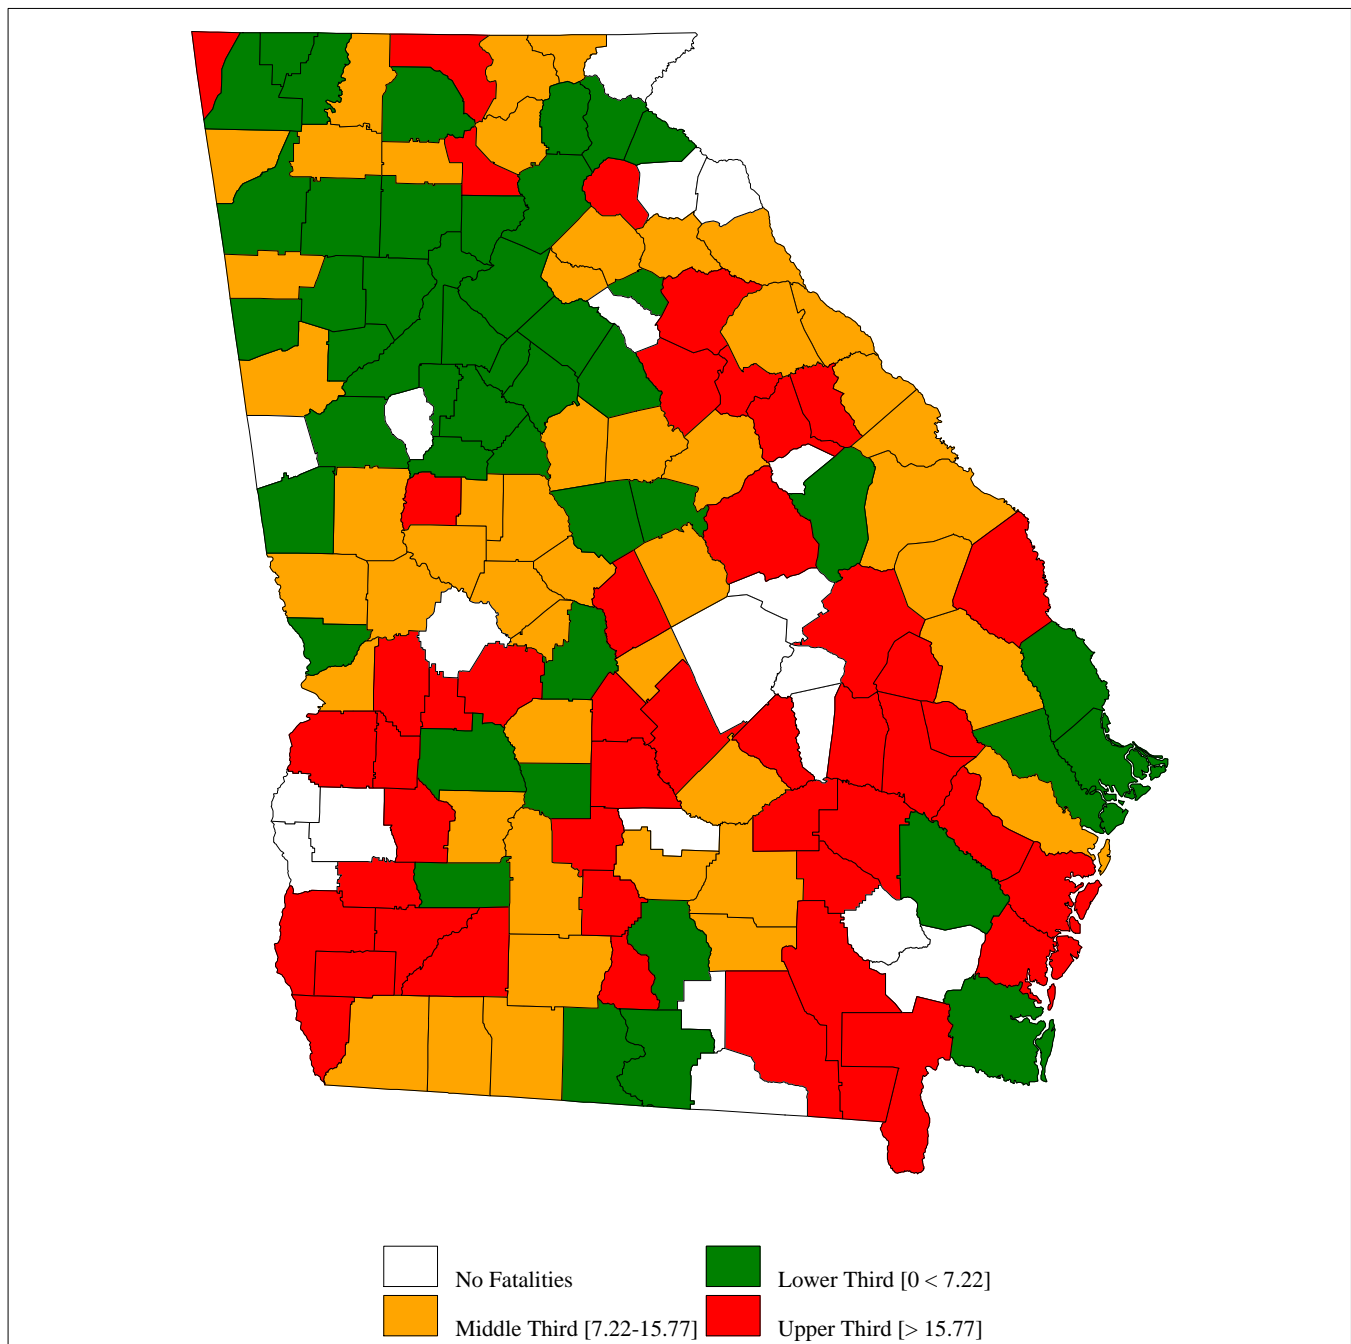 No Fatalities
Lower Third [0 < 7.22]
Middle Third [7.22-15.77]
Upper Third [> 15.77]